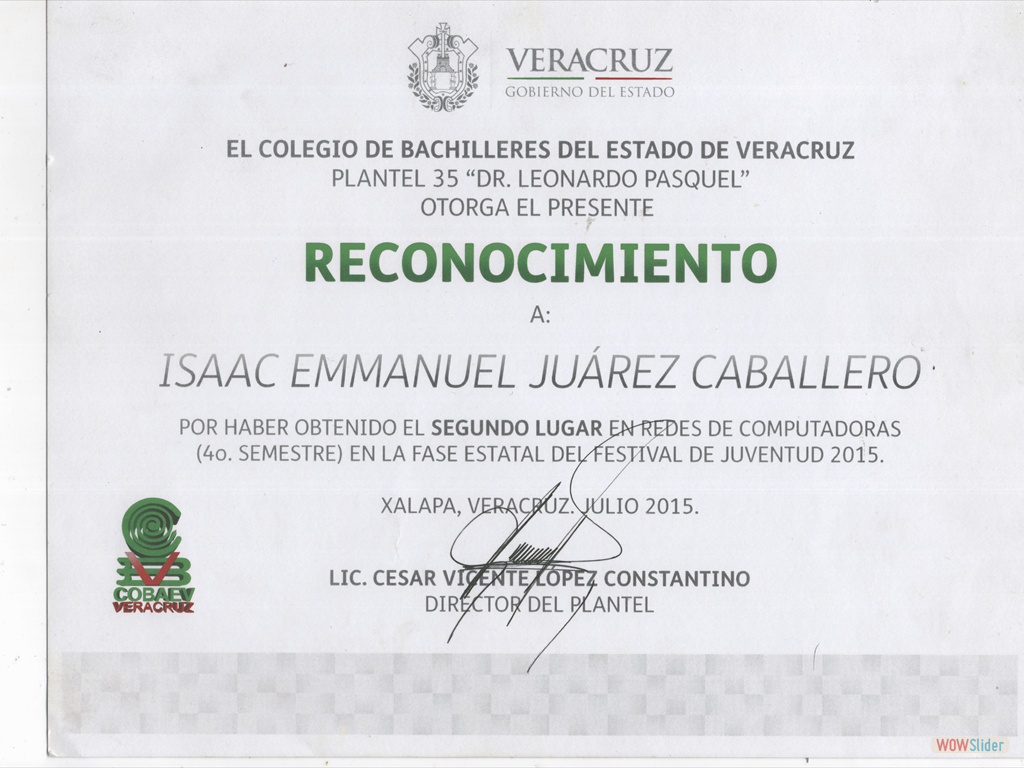 VERACRUZ
GOBIERNO DEL ESTADO
EL COLEGIO DE BACHILLERES DEL ESTADO DE VERACRUZ
PLANTEL 35 “DR. LEONARDO PASQUEL”
OTORGA EL PRESENTE
RECONOCIMIENTO
A:
ISAAC EMMANUEL JUÁREZ CABALLERO
POR HABER OBTENIDO EL SEGUNDO LUGAR EN REDES DE COMPUTADORAS
(4o. SEMESTRE) EN LA FASE ESTATAL DEL FESTIVAL DE JUVENTUD 2015.
XALAPA, VERACRUZ. JULIO 2015.
LIC. CESAR VICENTE LÓPEZ CONSTANTINO
DIRECTOR DEL PLANTEL
COBAEV
VERACRUZ
WOWSlider